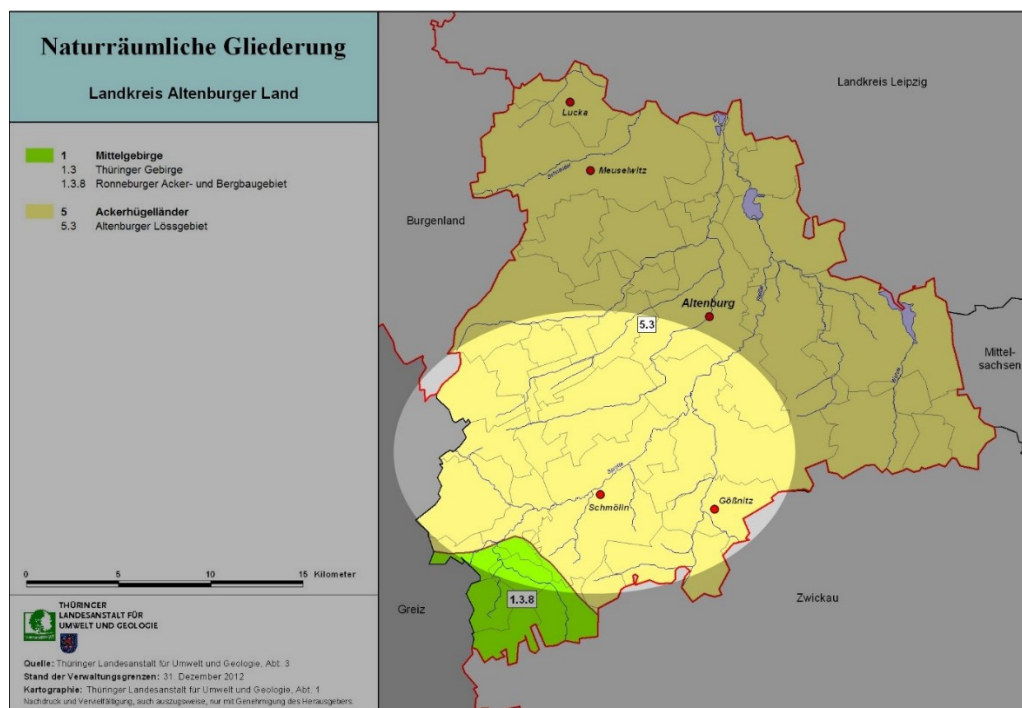 Naturräumliche Gliederung
Landkreis Altenburger Land
1 Mittelgebirge
1.3 Thüringer Gebirge
1.3.8 Ronneburger Acker- und Bergbaugebiet
5 Ackerhügelländer
5.3 Altenburger Lössgebiet
0 5 10 15 Kilometer
THÜRINGER
LANDESANSTALT FÜR
UMWELT UND GEOLOGIE
Quelle: Thüringer Landesanstalt für Umwelt und Geologie, Abt. 3
Stand der Verwaltungsgrenzen: 31. Dezember 2012
Kartographie: Thüringer Landesanstalt für Umwelt und Geologie, Abt. 1
Nachdruck und Vervielfältigung, auch auszugsweise, nur mit Genehmigung des Herausgebers.
Landkreis Leipzig
Lucka
Schnauder
Meuselwitz
Burgenland
Altenburg
5.3
Mittel-
sachsen
Sprotte
Schmölln
Gößnitz
1.3.8
Greiz
Zwickau